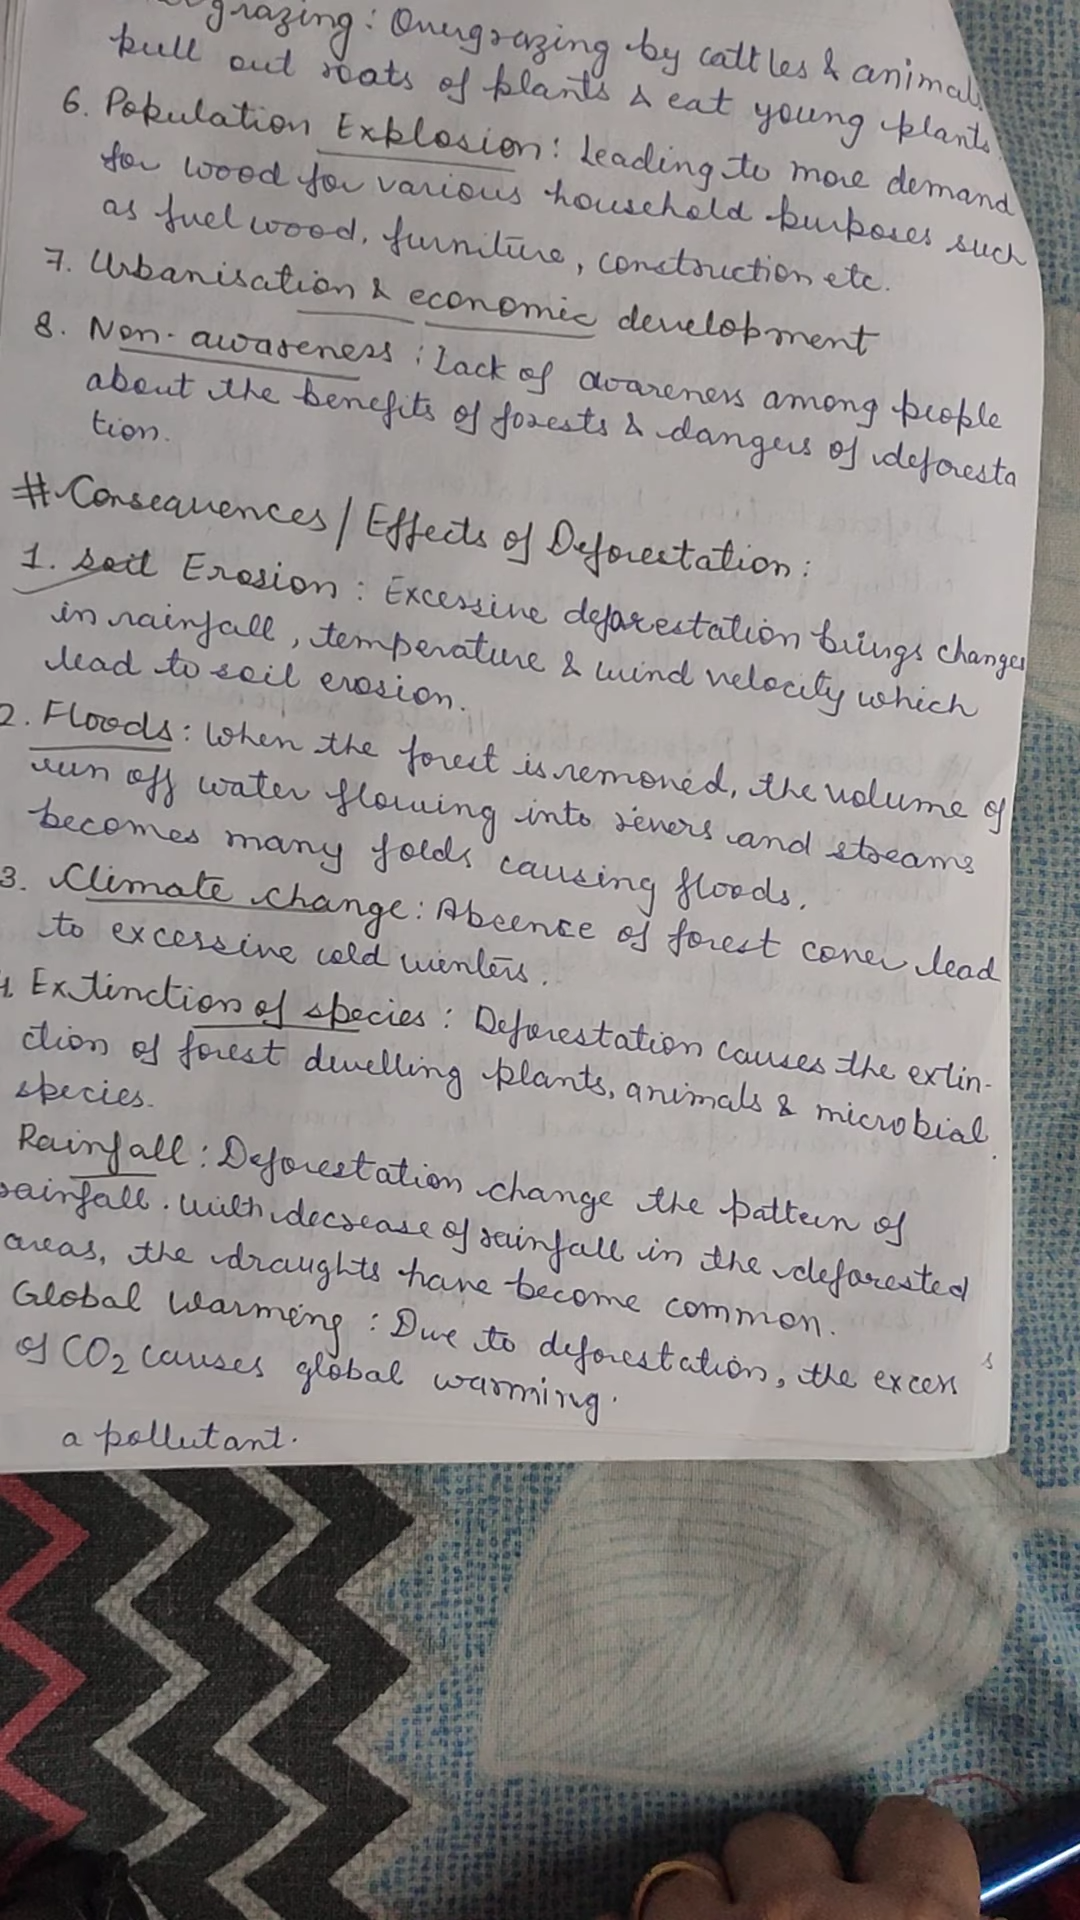 grazing : Overgrazing by cattles & animals
pull out roots of plants & eat young plants.
6. Population Explosion : Leading to more demand
for wood for various household purposes such
as fuel wood, furniture, construction etc.
7. Urbanisation & economic development
8. Non-awareness : Lack of avareness among people
about the benefits of forests & dangers of deforesta
tion.
# Consequences / Effects of Deforestation :
1. Soil Erosion : Excessive deforestation brings changes
in rainfall, temperature & wind velocity which
lead to soil erosion.
2. Floods : When the forest is removed, the volume of
run off water flowing into rivers and streams
becomes many folds causing floods.
3. Climate change : Absence of forest cover lead
to excessive cold winters.
4. Extinction of species : Deforestation causes the extin-
ction of forest dwelling plants, animals & microbial
species.
Rainfall : Deforestation change the pattern of
rainfall. With decrease of rainfall in the deforested
areas, the draughts have become common.
Global warming : Due to deforestation, the excess
of CO2 causes global warming.
a pollutant.